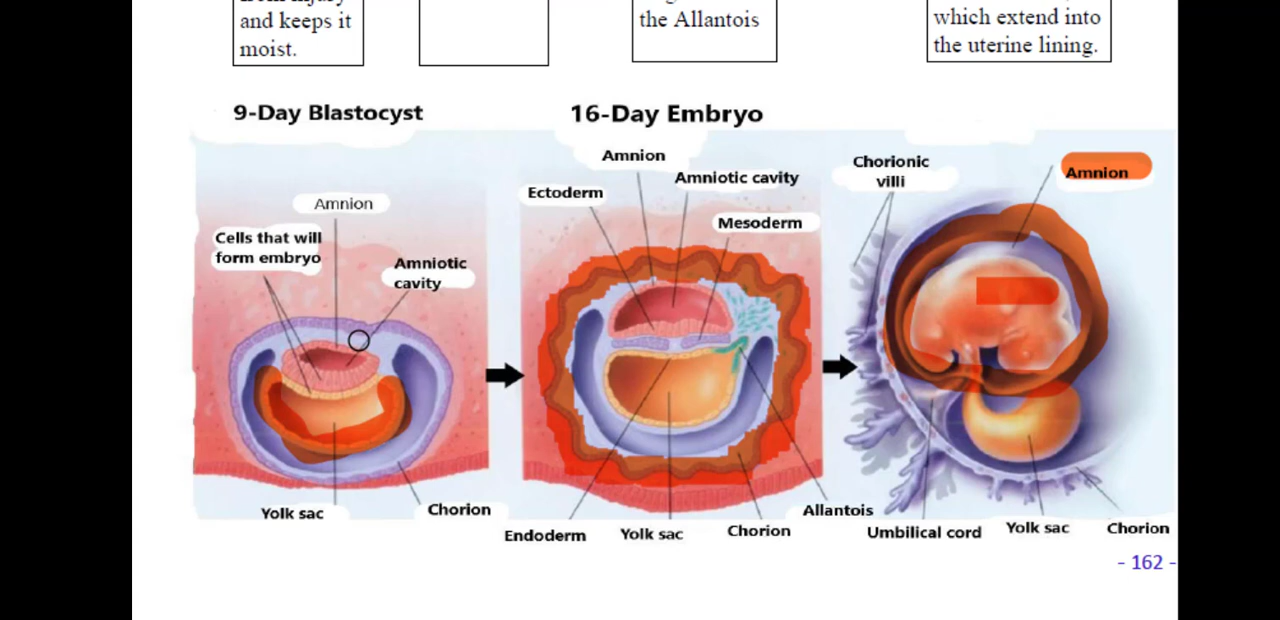 and keeps it
moist.
the Allantois
which extend into
the uterine lining.
9-Day Blastocyst
16-Day Embryo
Amnion
Cells that will
form embryo
Amniotic
cavity
Yolk sac
Chorion
Amnion
Ectoderm
Amniotic cavity
Mesoderm
Endoderm
Yolk sac
Chorion
Allantois
Chorionic
villi
Amnion
Umbilical cord
Yolk sac
Chorion
- 162 -